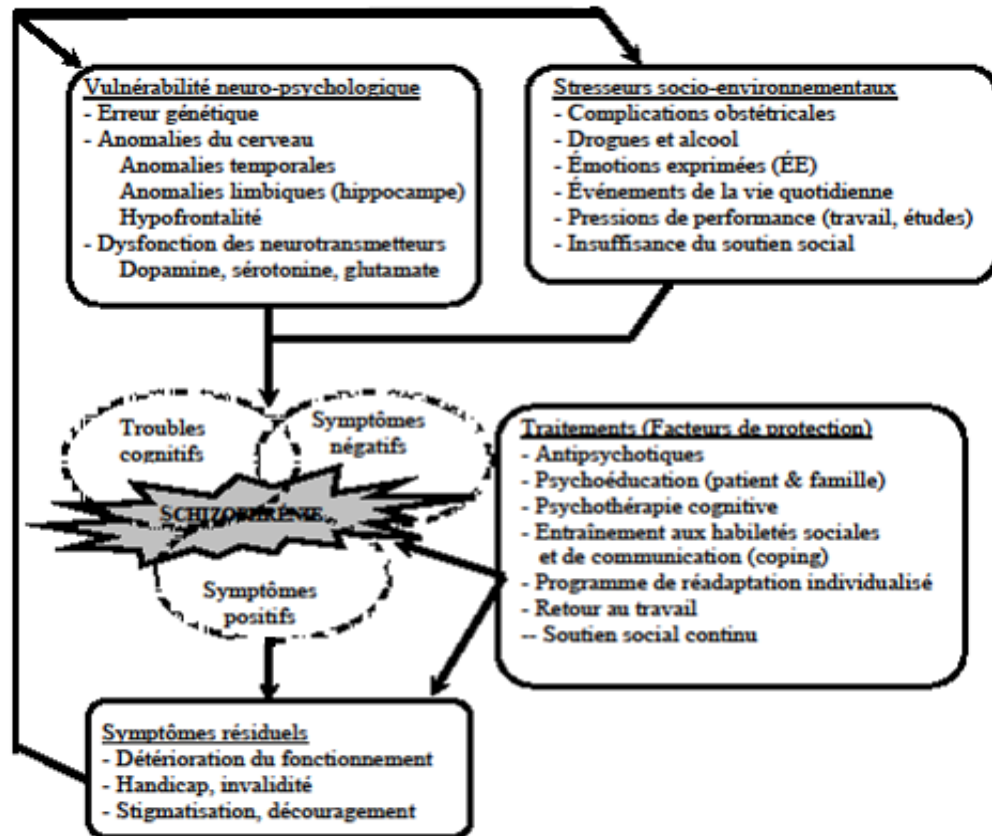 Vulnérabilité neuro-psychologique
- Erreur génétique
- Anomalies du cerveau
Anomalies temporales
Anomalies limbiques (hippocampe)
Hypofrontalité
- Dysfonction des neurotransmetteurs
Dopamine, sérotonine, glutamate
Stresseurs socio-environnementaux
- Complications obstétricales
- Drogues et alcool
- Émotions exprimées (ÉE)
- Événements de la vie quotidienne
- Pressions de performance (travail, études)
- Insuffisance du soutien social
Troubles
cognitifs
Symptômes
négatifs
SCHIZOPHRÉNIE
Symptômes
positifs
Traitements (Facteurs de protection)
- Antipsychotiques
- Psychoéducation (patient & famille)
- Psychothérapie cognitive
- Entraînement aux habiletés sociales
et de communication (coping)
- Programme de réadaptation individualisé
- Retour au travail
-- Soutien social continu
Symptômes résiduels
- Détérioration du fonctionnement
- Handicap, invalidité
- Stigmatisation, découragement